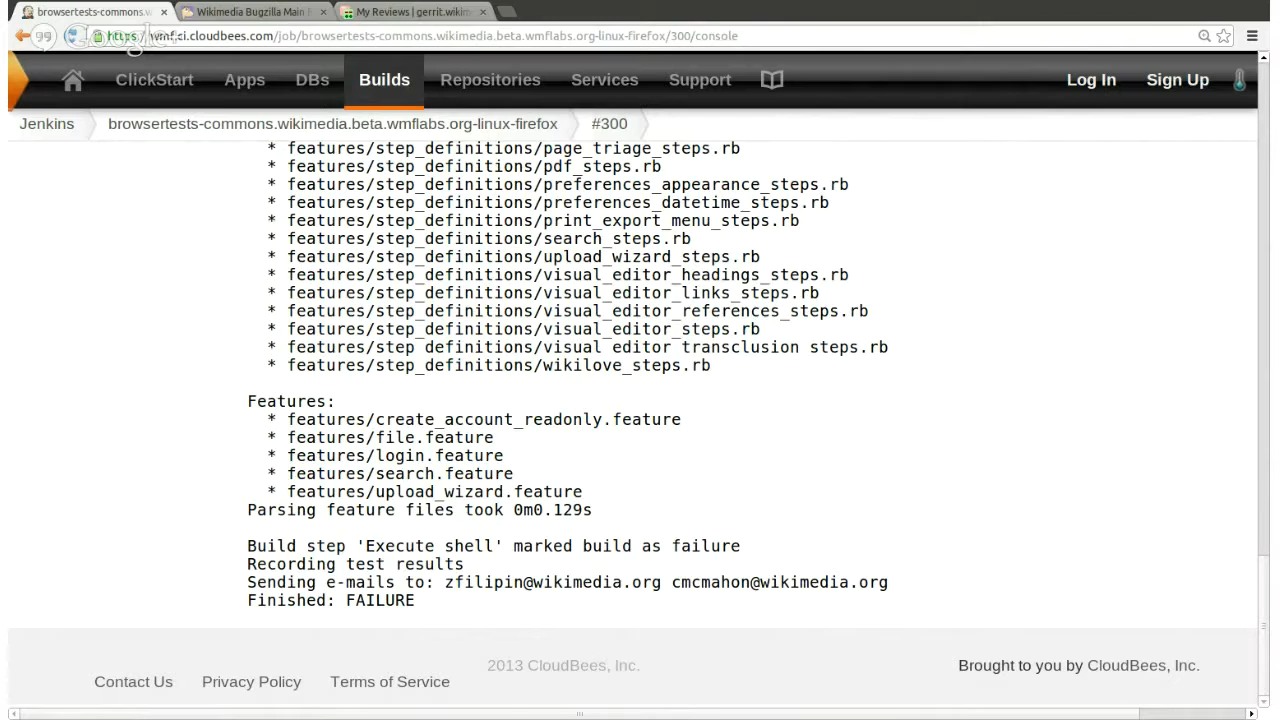 browsertests-commons.w
Wikimedia Bugzilla Main
My Reviews | gerrit.wikim
Google+
https://wmf.ci.cloudbees.com/job/browsertests-commons.wikimedia.beta.wmflabs.org-linux-firefox/300/console
ClickStart Apps DBs Builds Repositories Services Support Log In Sign Up
Jenkins browsertests-commons.wikimedia.beta.wmflabs.org-linux-firefox #300
* features/step_definitions/page_triage_steps.rb
* features/step_definitions/pdf_steps.rb
* features/step_definitions/preferences_appearance_steps.rb
* features/step_definitions/preferences_datetime_steps.rb
* features/step_definitions/print_export_menu_steps.rb
* features/step_definitions/search_steps.rb
* features/step_definitions/upload_wizard_steps.rb
* features/step_definitions/visual_editor_headings_steps.rb
* features/step_definitions/visual_editor_links_steps.rb
* features/step_definitions/visual_editor_references_steps.rb
* features/step_definitions/visual_editor_steps.rb
* features/step_definitions/visual_editor_transclusion_steps.rb
* features/step_definitions/wikilove_steps.rb
Features:
* features/create_account_readonly.feature
* features/file.feature
* features/login.feature
* features/search.feature
* features/upload_wizard.feature
Parsing feature files took 0m0.129s
Build step 'Execute shell' marked build as failure
Recording test results
Sending e-mails to: zfilipin@wikimedia.org cmcmahon@wikimedia.org
Finished: FAILURE
2013 CloudBees, Inc.
Brought to you by CloudBees, Inc.
Contact Us Privacy Policy Terms of Service